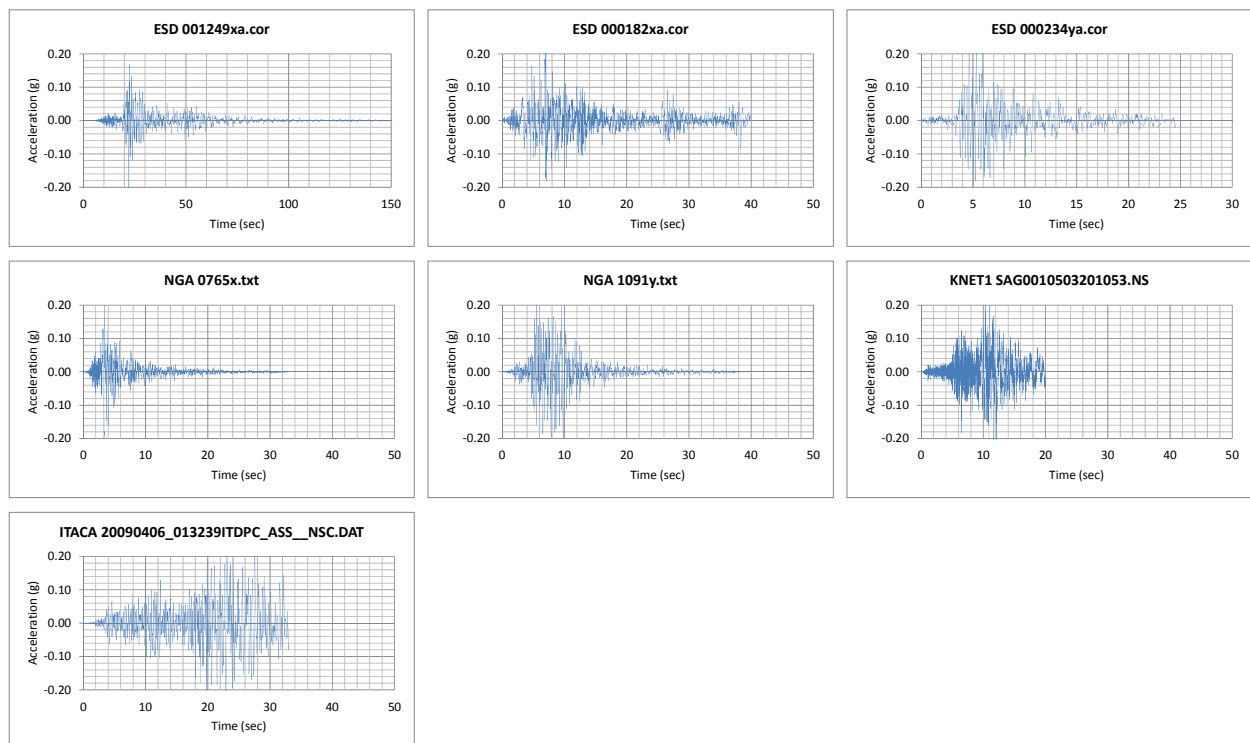 ESD 001249xa.cor
0.20
0.10
0.00
-0.10
-0.20
Acceleration (g)
0 50 100 150
Time (sec)
ESD 000182xa.cor
0.20
0.10
0.00
-0.10
-0.20
Acceleration (g)
0 10 20 30 40 50
Time (sec)
ESD 000234ya.cor
0.20
0.10
0.00
-0.10
-0.20
Acceleration (g)
0 5 10 15 20 25 30
Time (sec)
NGA 0765x.txt
0.20
0.10
0.00
-0.10
-0.20
Acceleration (g)
0 10 20 30 40 50
Time (sec)
NGA 1091y.txt
0.20
0.10
0.00
-0.10
-0.20
Acceleration (g)
0 10 20 30 40 50
Time (sec)
KNET1 SAG0010503201053.NS
0.20
0.10
0.00
-0.10
-0.20
Acceleration (g)
0 10 20 30 40 50
Time (sec)
ITACA 20090406_013239ITDPC_ASS__NSC.DAT
0.20
0.10
0.00
-0.10
-0.20
Acceleration (g)
0 10 20 30 40 50
Time (sec)